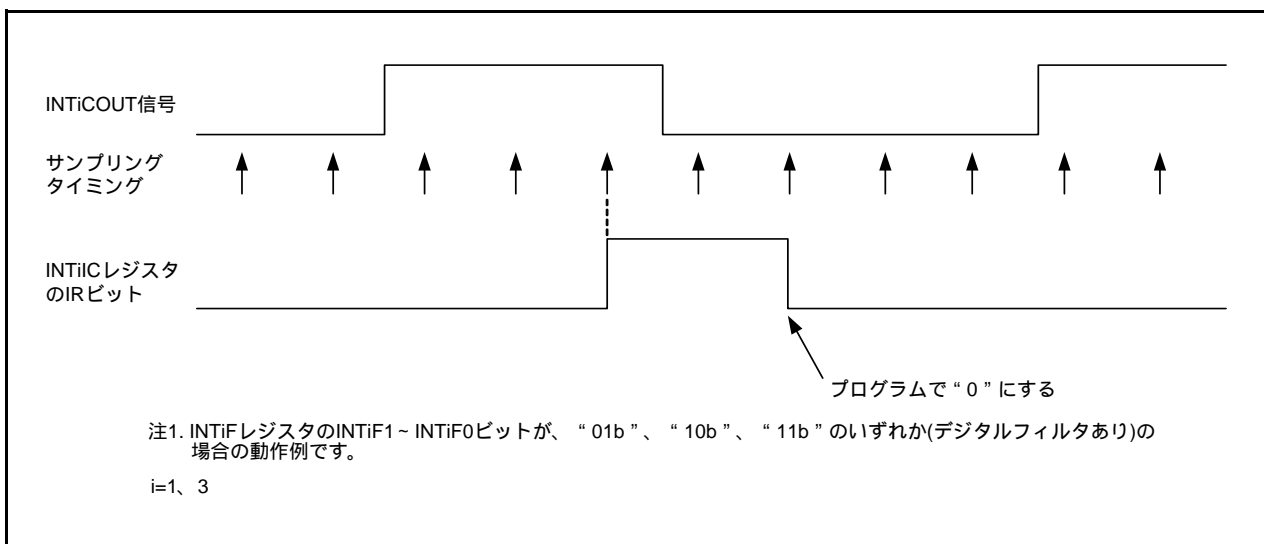 INTiCOUT信号
サンプリング
タイミング
INTiICレジスタ
のIRビット
プログラムで“0”にする
注1. INTiFレジスタのINTiF1~INTiF0ビットが、“01b”、“10b”、“11b”のいずれか(デジタルフィルタあり)の
場合の動作例です。
i=1、3